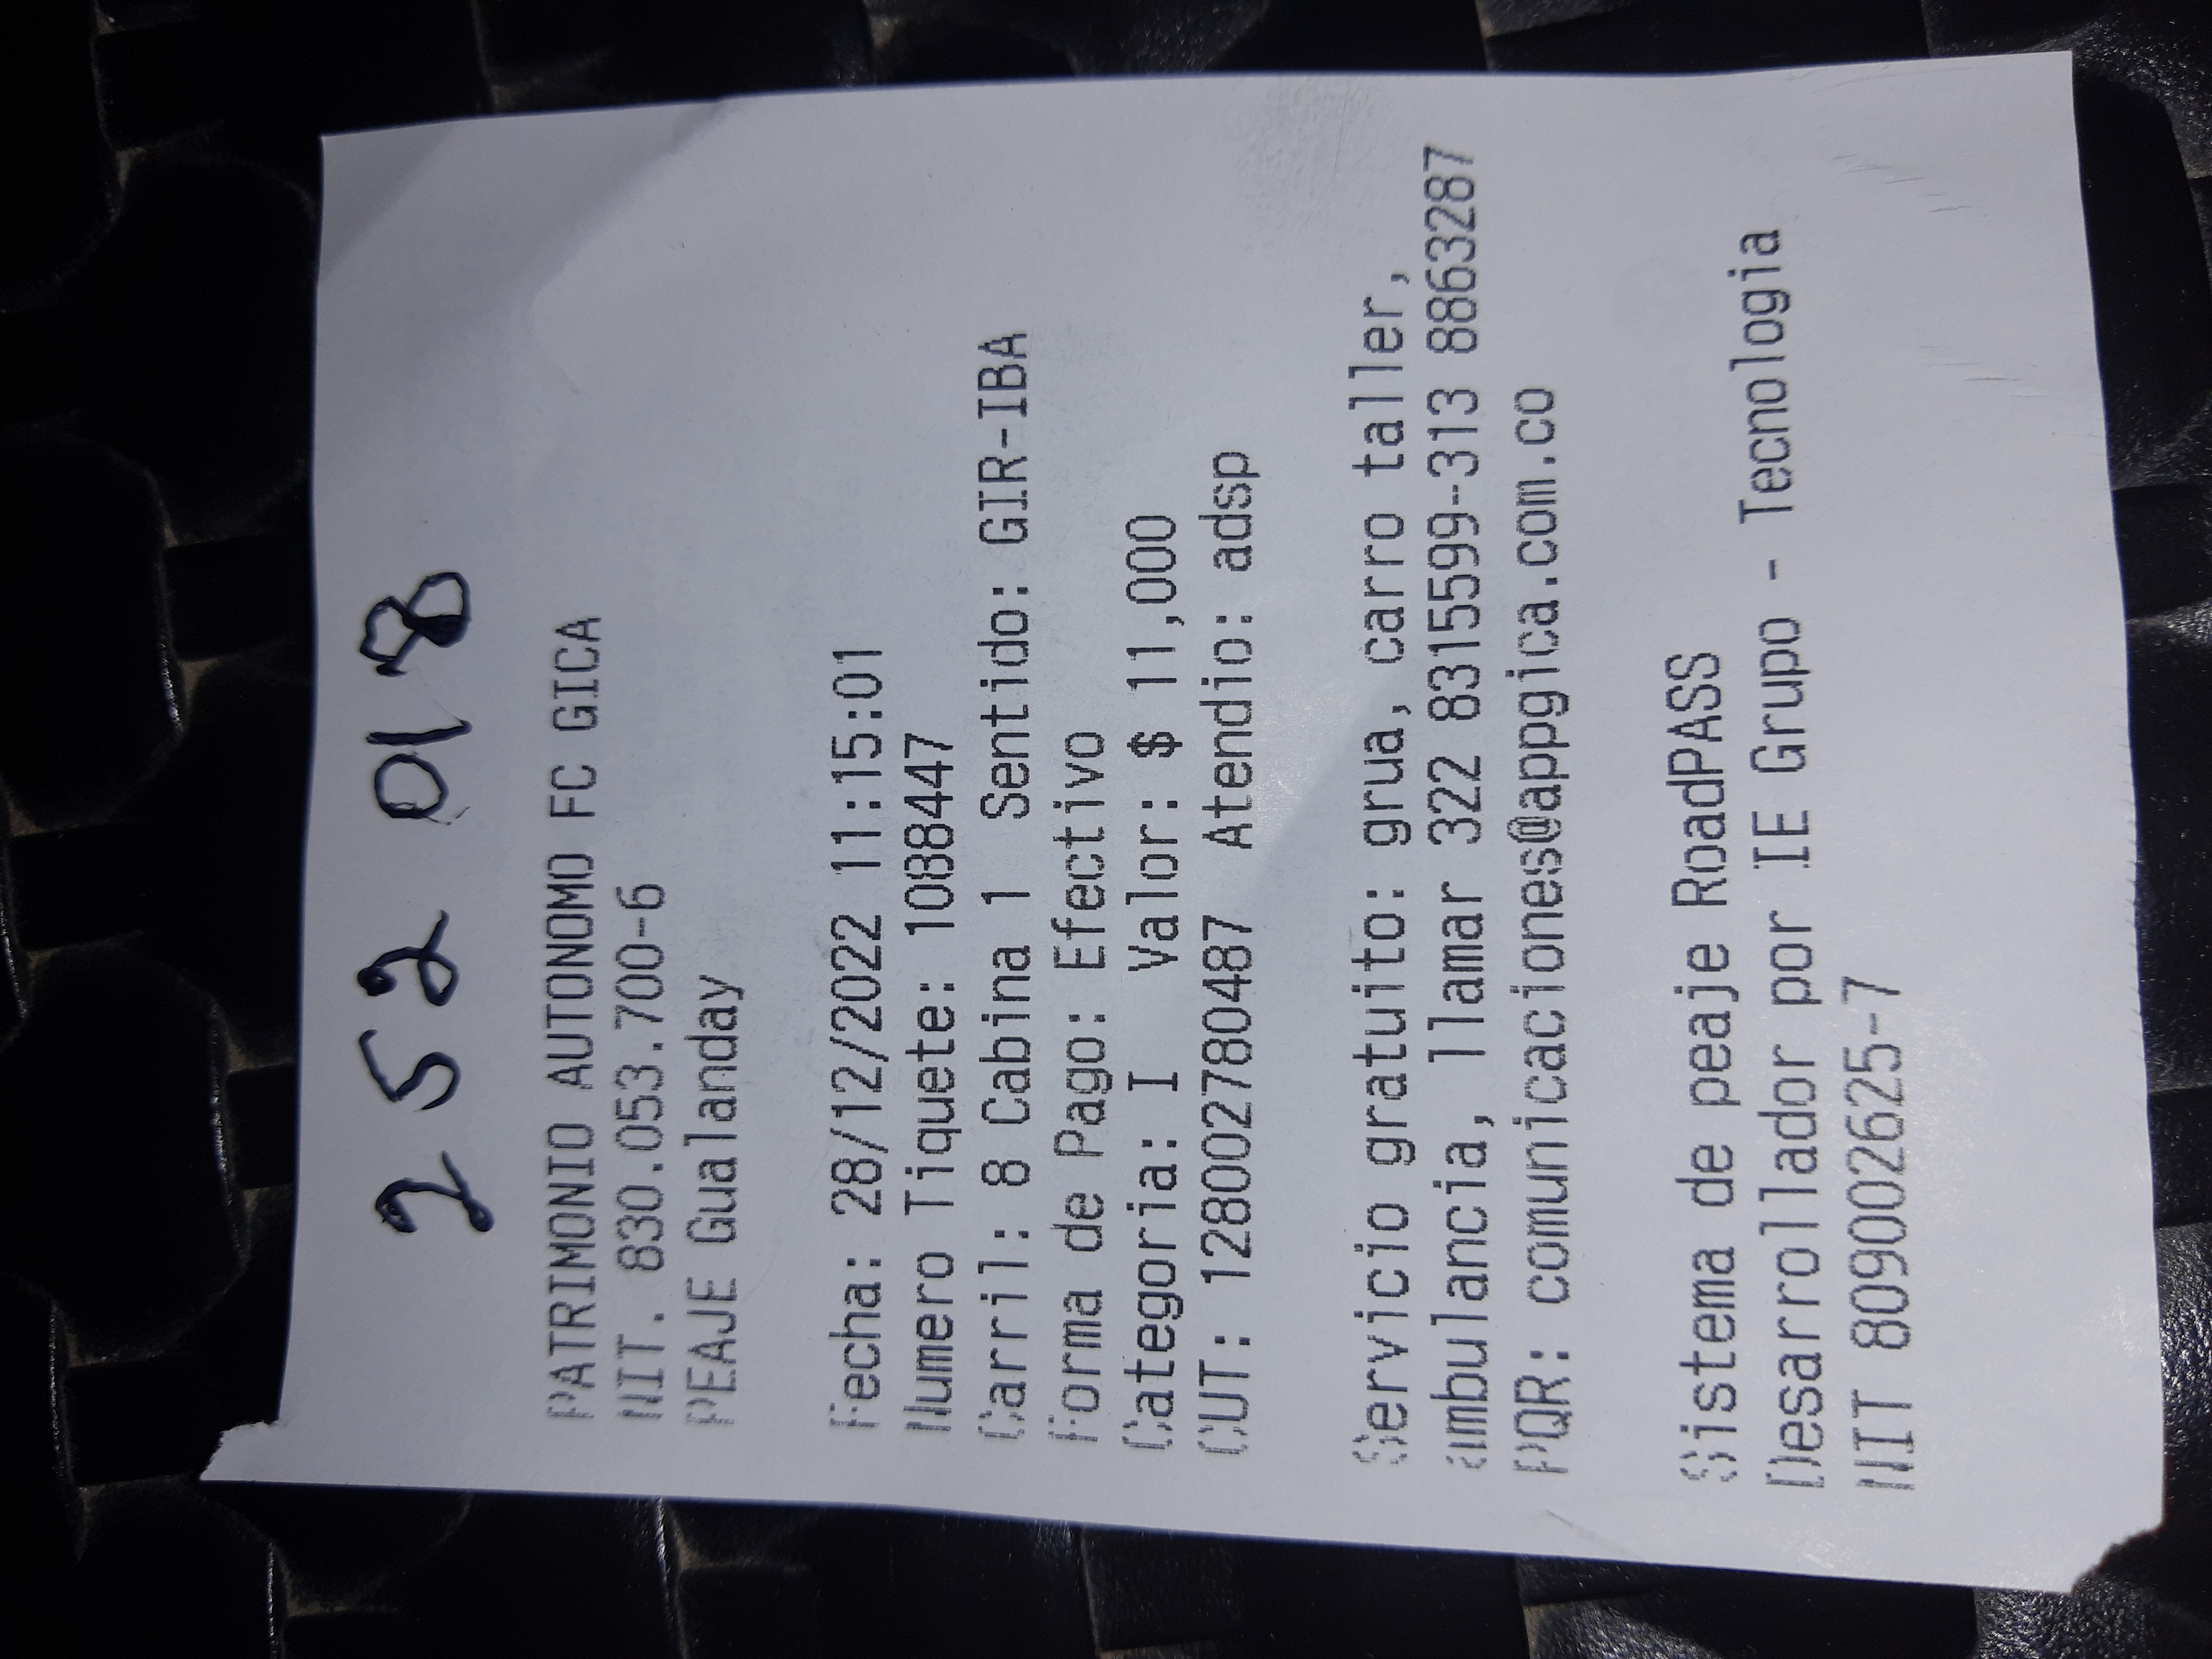 252 018
PATRIMONIO AUTONOMO FC GICA
NIT. 830.053.700-6
PEAJE Gualanday
Fecha: 28/12/2022 11:15:01
Numero Tiquete: 1088447
Carril: 8 Cabina 1 Sentido: GIR-IBA
Forma de Pago: Efectivo
Categoria: I Valor: $ 11,000
CUT: 128002780487 Atendio: adsp
Servicio gratuito: grua, carro taller,
ambulancia, llamar 322 8315599-313 8863287
PQR: comunicaciones@appgica.com.co
Sistema de peaje RoadPASS
Desarrollador por IE Grupo - Tecnologia
NIT 809002625-7